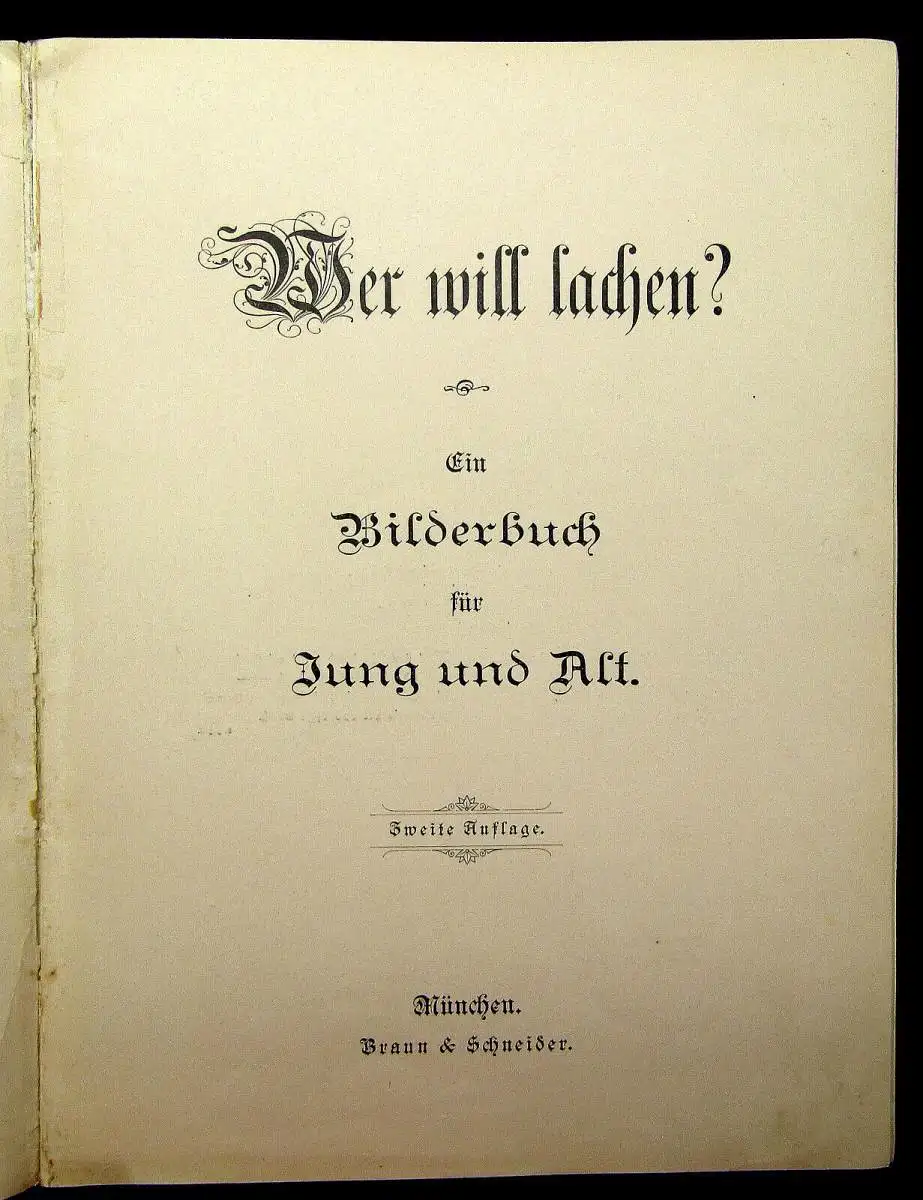 Wer will lachen?
Ein
Bilderbuch
für
Jung und Alt.
Zweite Auflage.
München.
Braun & Schneider.